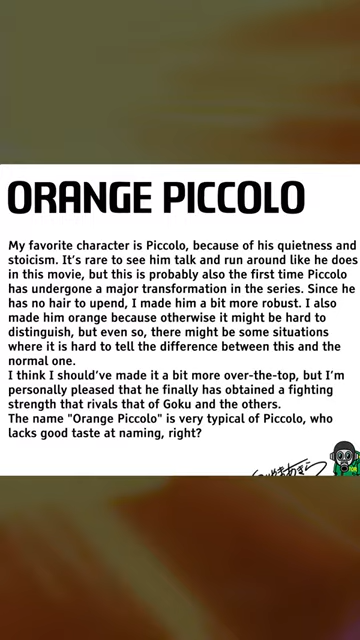 ORANGE PICCOLO
My favorite character is Piccolo, because of his quietness and
stoicism. It's rare to see him talk and run around like he does
in this movie, but this is probably also the first time Piccolo
has undergone a major transformation in the series. Since he
has no hair to upend, I made him a bit more robust. I also
made him orange because otherwise it might be hard to
distinguish, but even so, there might be some situations
where it is hard to tell the difference between this and the
normal one.
I think I should've made it a bit more over-the-top, but I'm
personally pleased that he finally has obtained a fighting
strength that rivals that of Goku and the others.
The name "Orange Piccolo" is very typical of Piccolo, who
lacks good taste at naming, right?